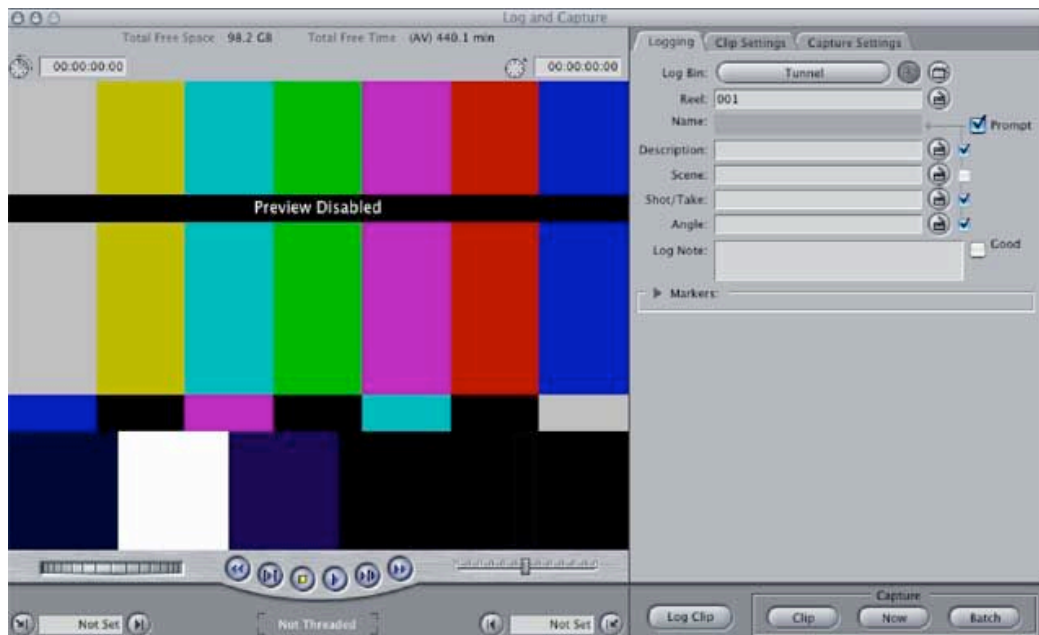 Log and Capture
Total Free Space 98.2 GB Total Free Time (AV) 440.1 min
00:00:00:00
00:00:00:00
Preview Disabled
Not Set
Not Threaded
Not Set
Logging Clip Settings Capture Settings
Log Bin: Tunnel
Reel: 001
Name:
Prompt
Description:
Scene:
Shot/Take:
Angle:
Log Note:
Good
Markers:
Capture
Log Clip Clip Now Batch